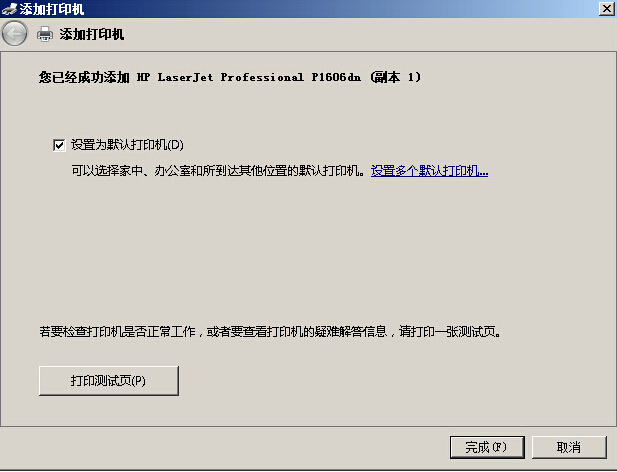 添加打印机
添加打印机
您已经成功添加 HP LaserJet Professional P1606dn (副本 1)
设置为默认打印机(D)
可以选择家中、办公室和所到达其他位置的默认打印机。设置多个默认打印机...
若要检查打印机是否正常工作，或者要查看打印机的疑难解答信息，请打印一张测试页。
打印测试页(P)
完成(F) 取消